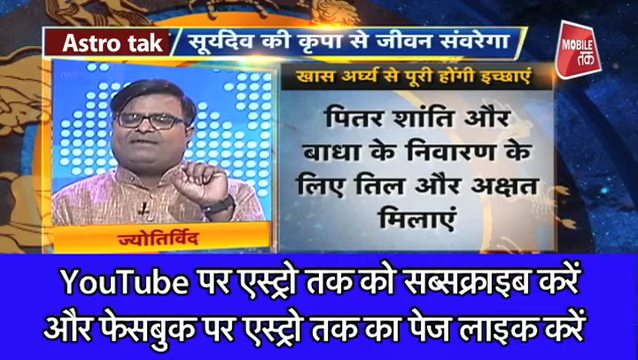 Astro tak
सूर्यदेव की कृपा से जीवन संवरेगा
MOBILE
तक
खास अर्घ्य से पूरी होंगी इच्छाएं
पितर शांति और
बाधा के निवारण के
लिए तिल और अक्षत
मिलाएं
ज्योतिर्विद
YouTube पर एस्ट्रो तक को सब्सक्राइब करें
और फेसबुक पर एस्ट्रो तक का पेज लाइक करें